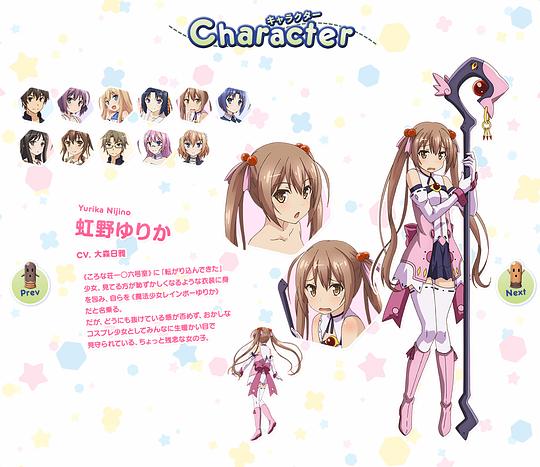 キャラクター
Character
Yurika Nijino
虹野ゆりか
CV. 大森日雅
《ころな荘一〇六号室》に「転がり込んできた」
少女。見てる方が恥ずかしくなるような衣装に身
を包み、自らを《魔法少女レインボーゆりか》
だと名乗る。
だが、どうにも抜けている感が否めず、おかしな
コスプレ少女としてみんなに生暖かい目で
見守られている、ちょっと残念な女の子。
Prev
Next